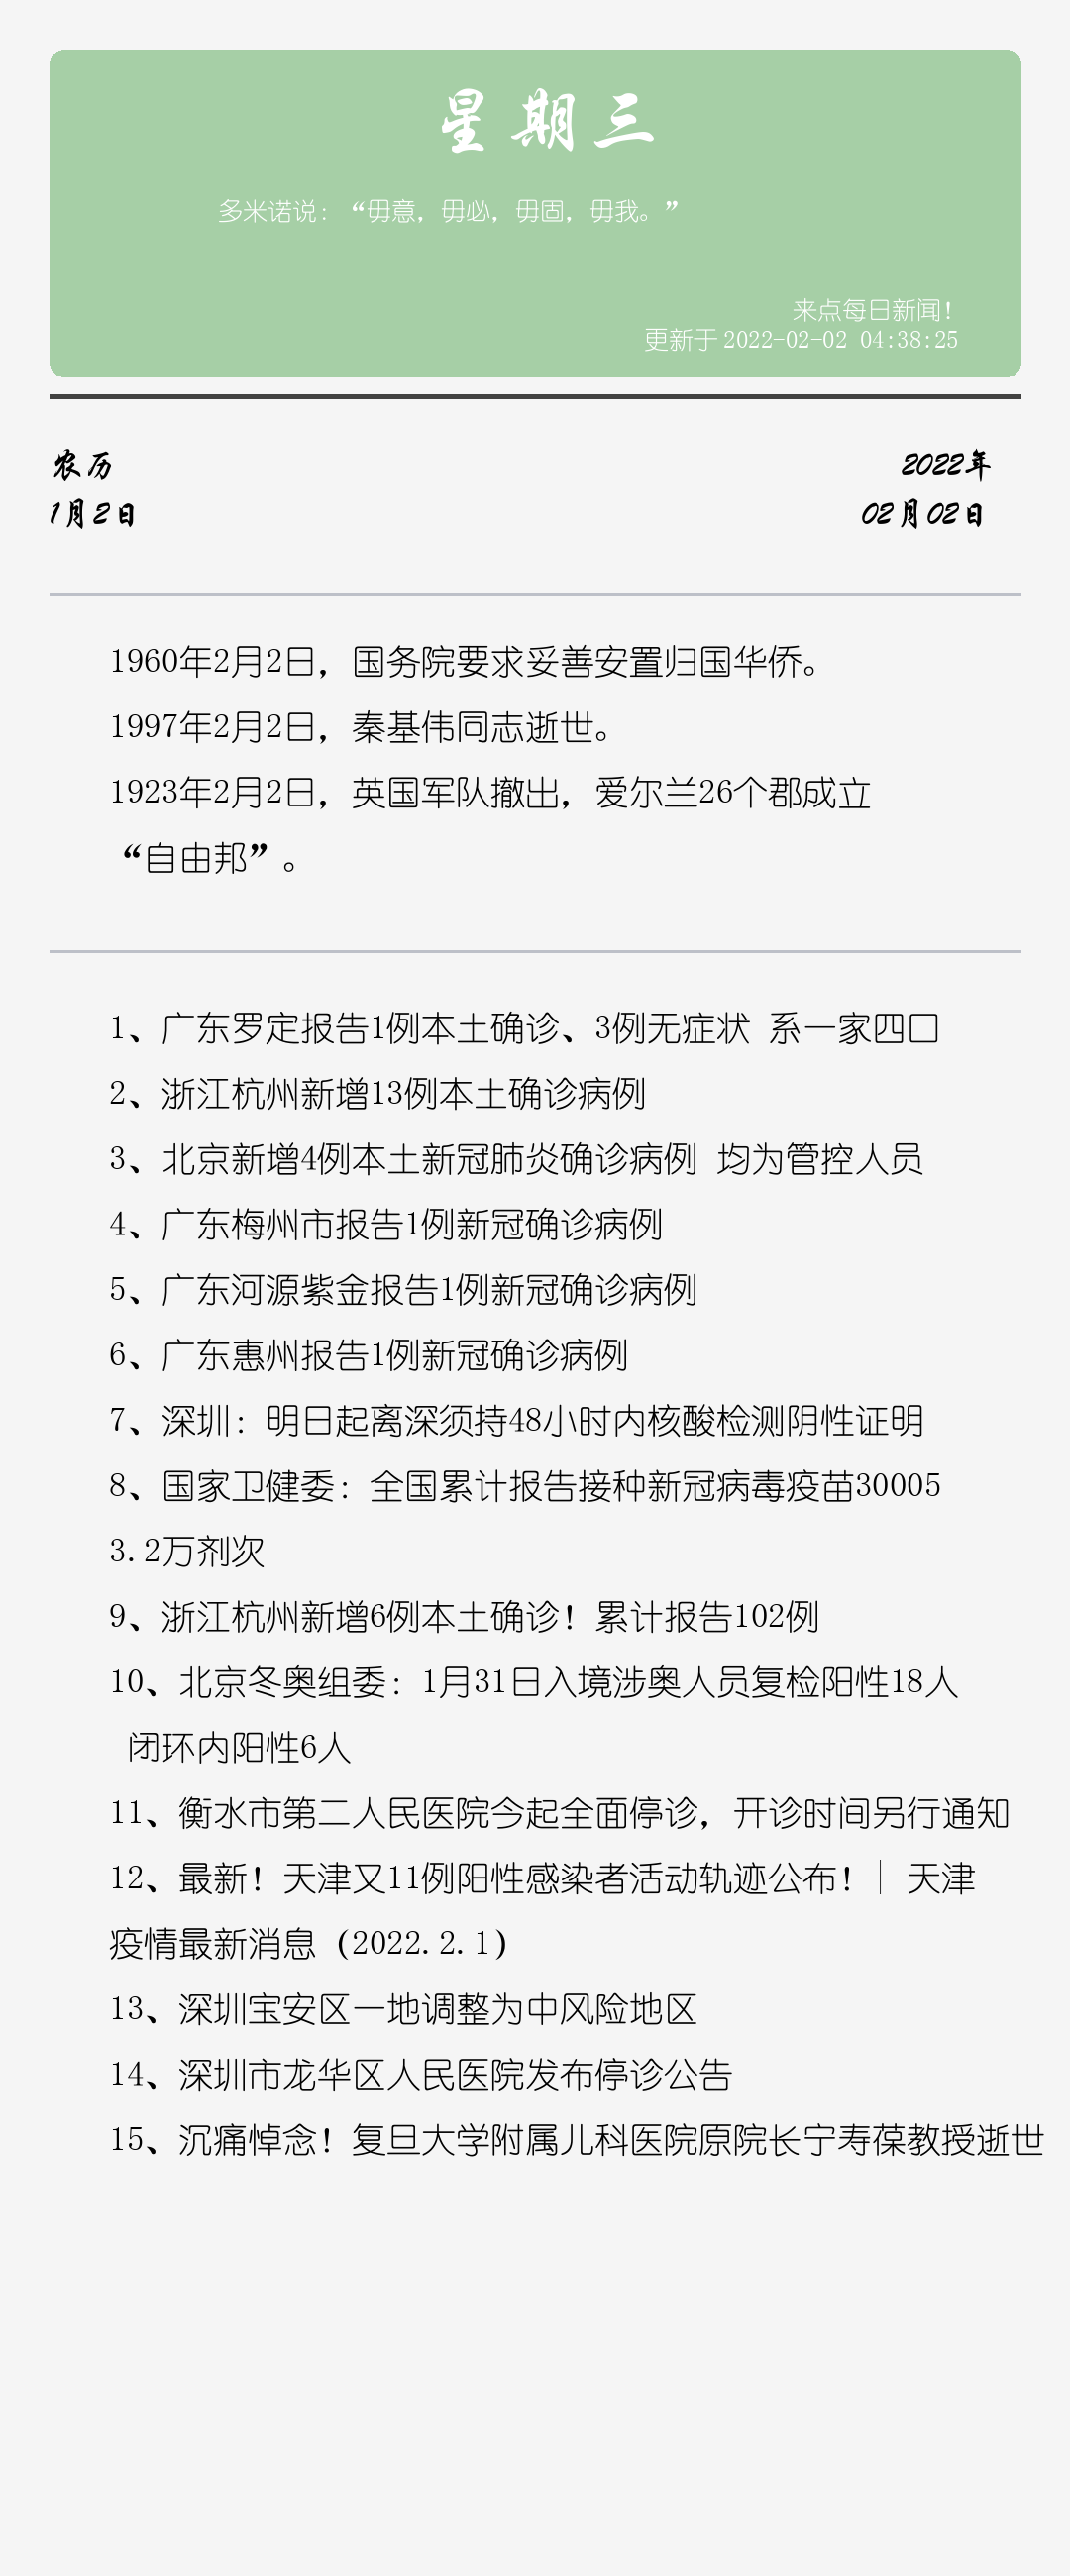 星期三
多米诺说：“毋意，毋必，毋固，毋我。”
来点每日新闻！
更新于 2022-02-02 04:38:25
农历
2022年
1月2日
02月02日
1960年2月2日，国务院要求妥善安置归国华侨。
1997年2月2日，秦基伟同志逝世。
1923年2月2日，英国军队撤出，爱尔兰26个郡成立
“自由邦”。
1、广东罗定报告1例本土确诊、3例无症状 系一家四口
2、浙江杭州新增13例本土确诊病例
3、北京新增4例本土新冠肺炎确诊病例 均为管控人员
4、广东梅州市报告1例新冠确诊病例
5、广东河源紫金报告1例新冠确诊病例
6、广东惠州报告1例新冠确诊病例
7、深圳：明日起离深须持48小时内核酸检测阴性证明
8、国家卫健委：全国累计报告接种新冠病毒疫苗30005
3.2万剂次
9、浙江杭州新增6例本土确诊！累计报告102例
10、北京冬奥组委：1月31日入境涉奥人员复检阳性18人
闭环内阳性6人
11、衡水市第二人民医院今起全面停诊，开诊时间另行通知
12、最新！天津又11例阳性感染者活动轨迹公布！｜ 天津
疫情最新消息（2022.2.1）
13、深圳宝安区一地调整为中风险地区
14、深圳市龙华区人民医院发布停诊公告
15、沉痛悼念！复旦大学附属儿科医院原院长宁寿葆教授逝世